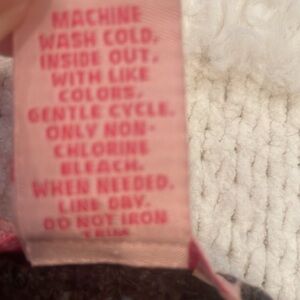 MACHINE
WASH COLD,
INSIDE OUT,
WITH LIKE
COLORS,
GENTLE CYCLE.
ONLY NON-
CHLORINE
BLEACH.
WHEN NEEDED.
LINE DRY.
DO NOT IRON
TRIM